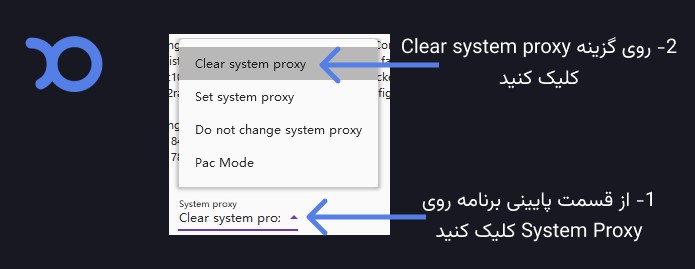 2- روی گزینه Clear system proxy
کلیک کنید
Clear system proxy
Set system proxy
Do not change system proxy
Pac Mode
System proxy
Clear system pro:
1- از قسمت پایینی برنامه روی
System Proxy کلیک کنید